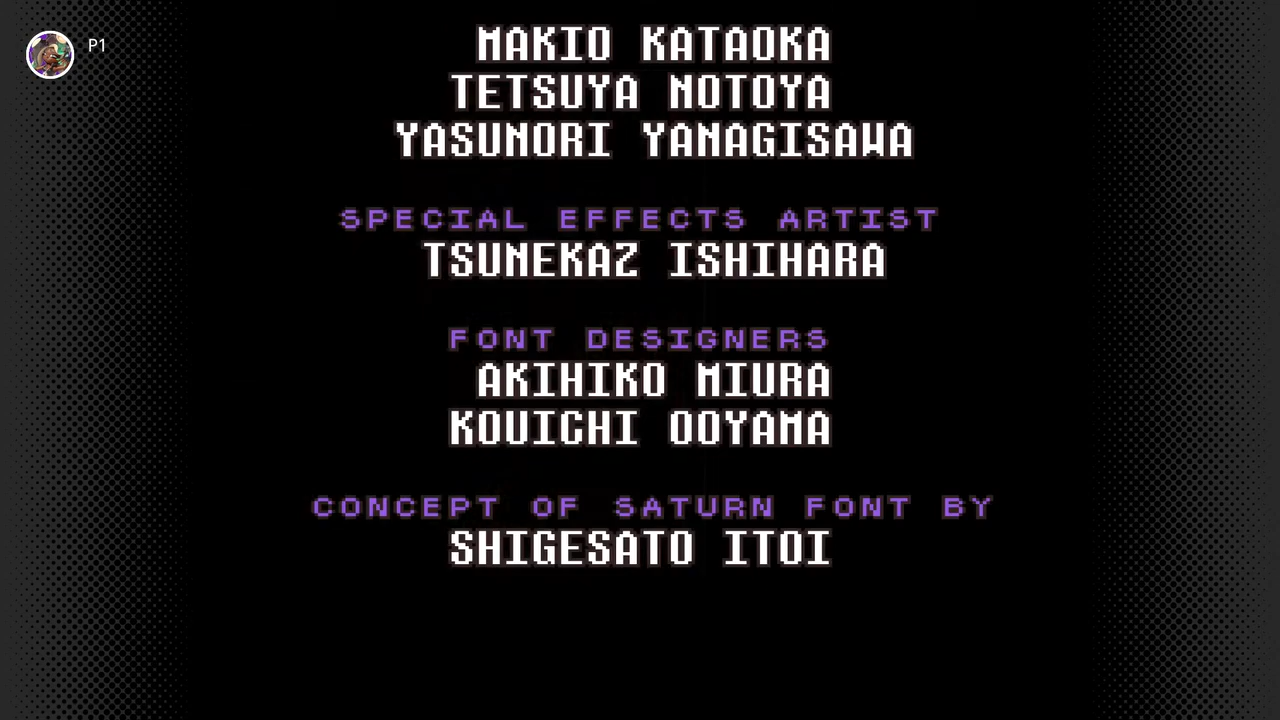 P1
MAKIO KATAOKA
TETSUYA NOTOYA
YASUNORI YANAGISAWA
SPECIAL EFFECTS ARTIST
TSUNEKAZ ISHIHARA
FONT DESIGNERS
AKIHIKO MIURA
KOUICHI OOYAMA
CONCEPT OF SATURN FONT BY
SHIGESATO ITOI